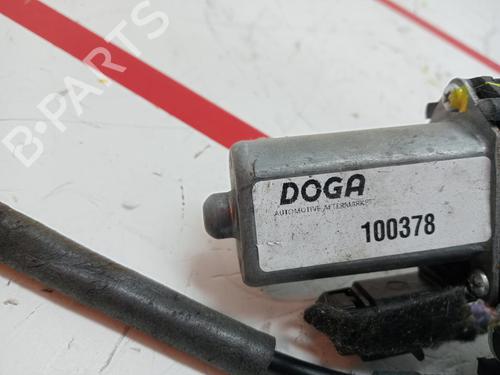 B-PARTS
DOGA
AUTOMOTIVE AFTERMARKET
100378